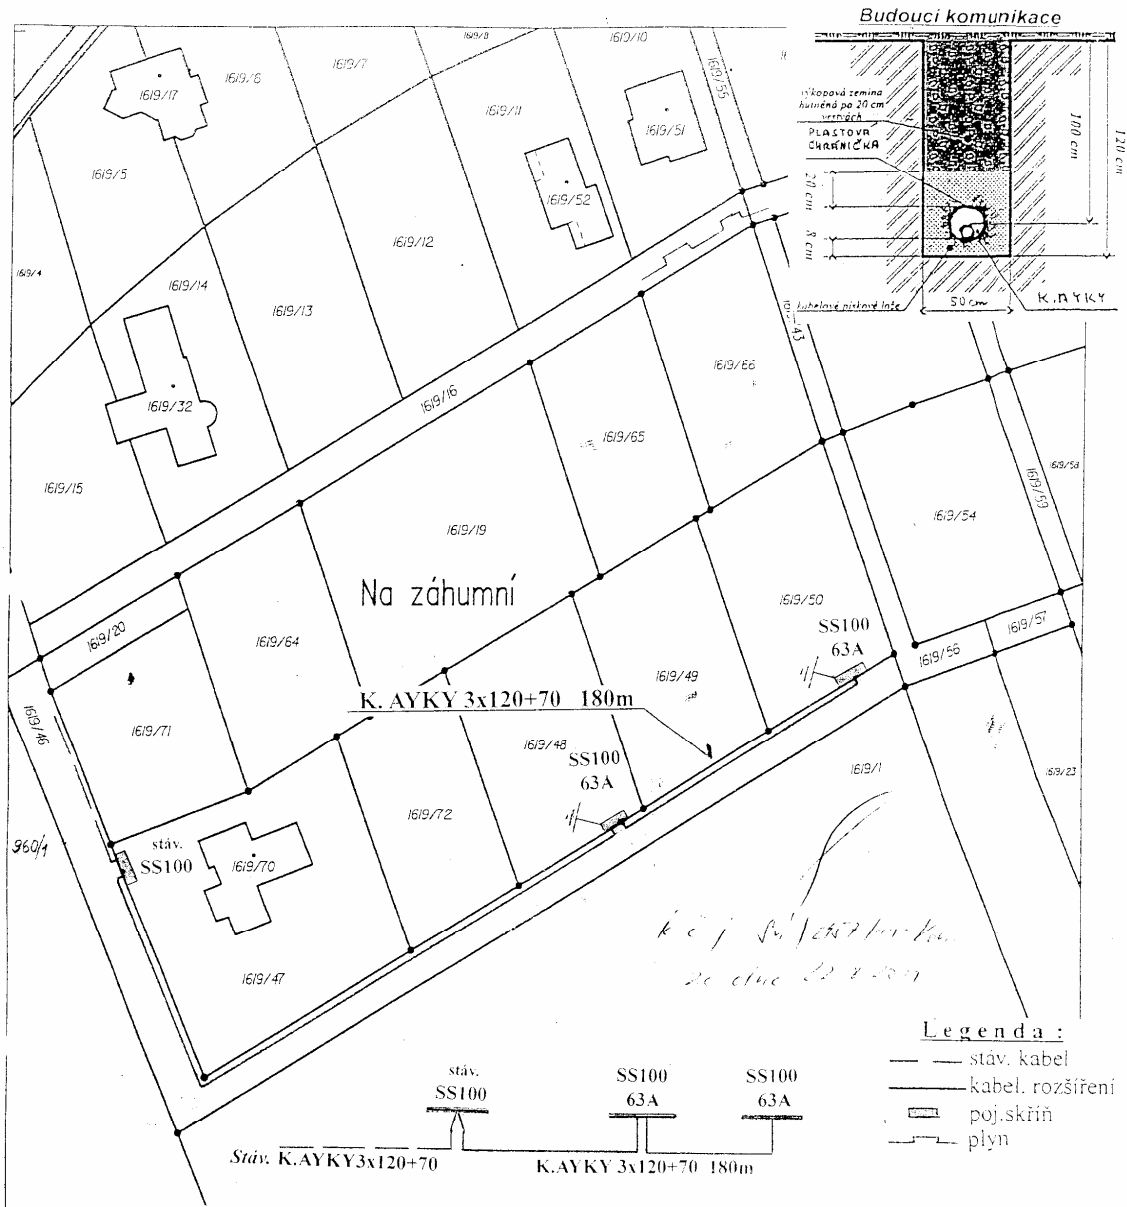 Budoucí komunikace
výkopová zemina
hutněná po 20 cm
vrstvách
PLASTOVA
CHRÁNIČKA
20 cm
8 cm
100 cm
120 cm
kabelové pískové lože
50 cm
K.AYKY
1619/8
1619/10
1619/55
1619/6
1619/7
1619/17
1619/11
1619/51
1619/5
1619/52
1619/12
1619/4
1619/14
1619/13
1619/43
1619/66
1619/16
1619/32
1619/65
1619/15
1619/58
1619/59
1619/54
1619/19
Na záhumní
1619/50
1619/20
1619/64
SS100
63A
1619/57
1619/56
1619/49
K. AYKY 3x120+70 180m
1619/46
1619/71
1619/48
SS100
63A
1619/1
1619/23
1619/72
960/1
stáv.
SS100
1619/70
1619/47
Legenda :
stáv. kabel
kabel. rozšíření
poj.skříň
plyn
stáv.
SS100
SS100
63A
SS100
63A
Stáv. K.AYKY3x120+70
K.AYKY 3x120+70 180m